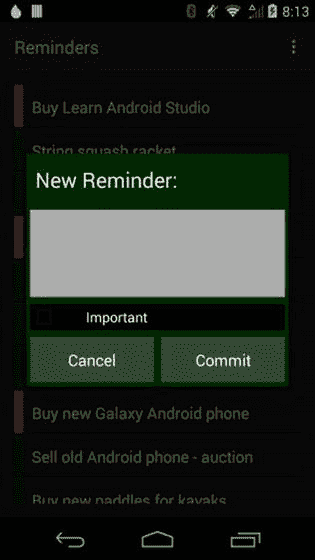 8:13
Reminders
Buy Learn Android Studio
String squash racket
New Reminder:
Important
Cancel
Commit
Buy new Galaxy Android phone
Sell old Android phone - auction
Buy new paddles for kayaks